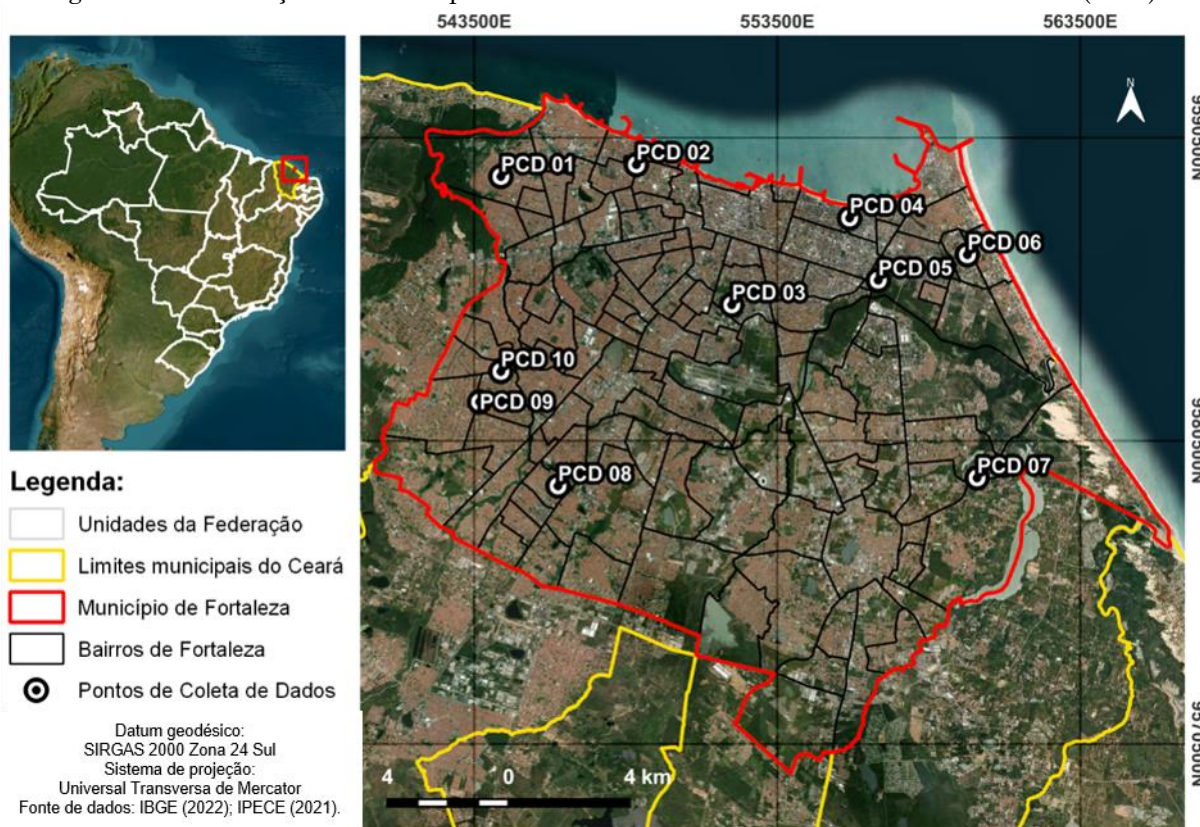 543500E
553500E
563500E
N
9595500N
9585500N
9575500N
PCD 01
PCD 02
PCD 04
PCD 06
PCD 05
PCD 03
PCD 10
PCD 09
PCD 08
PCD 07
4 0 4 km
Legenda:
Unidades da Federação
Limites municipais do Ceará
Município de Fortaleza
Bairros de Fortaleza
Pontos de Coleta de Dados
Datum geodésico:
SIRGAS 2000 Zona 24 Sul
Sistema de projeção:
Universal Transversa de Mercator
Fonte de dados: IBGE (2022); IPECE (2021).